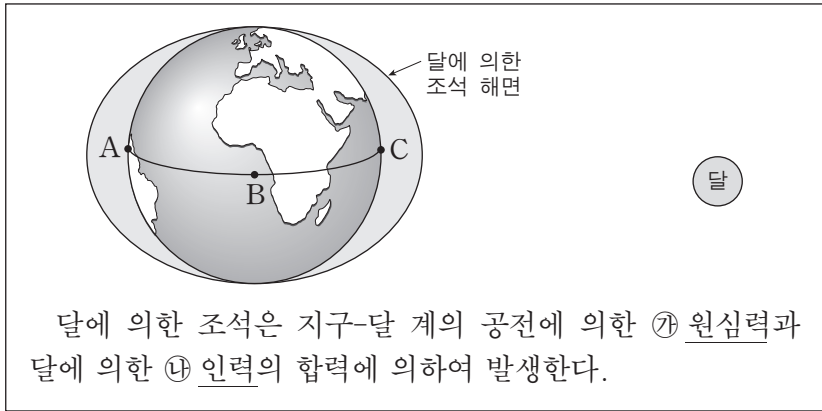 달에 의한
조석 해면
A
C
B
달
달에 의한 조석은 지구-달 계의 공전에 의한 ㉮ 원심력과
달에 의한 ㉯ 인력의 합력에 의하여 발생한다.